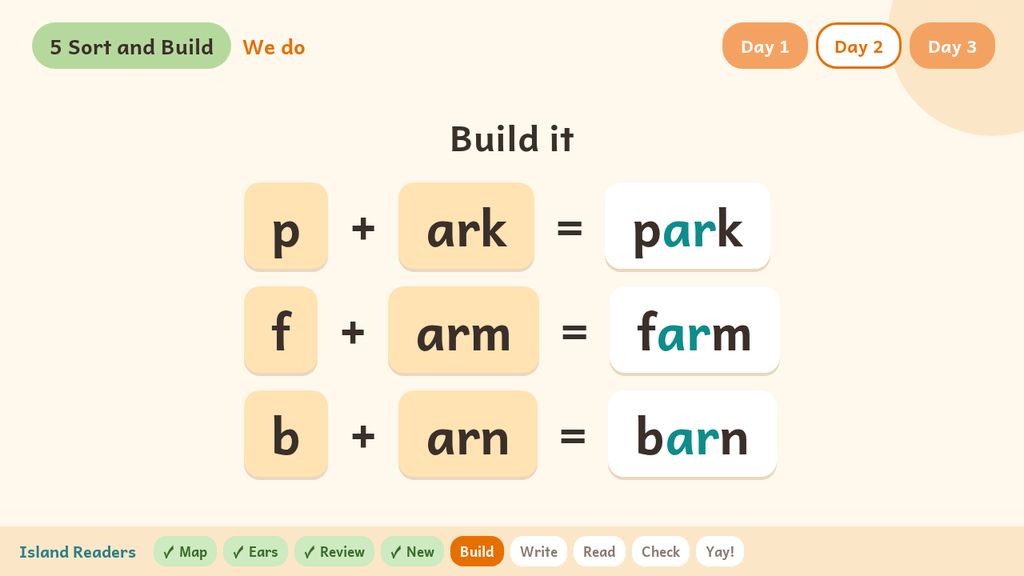 5 Sort and Build We do Day 1 Day 2 Day 3
Build it
p + ark = park
f + arm = farm
b + arn = barn
Island Readers ✓ Map ✓ Ears ✓ Review ✓ New Build Write Read Check Yay!